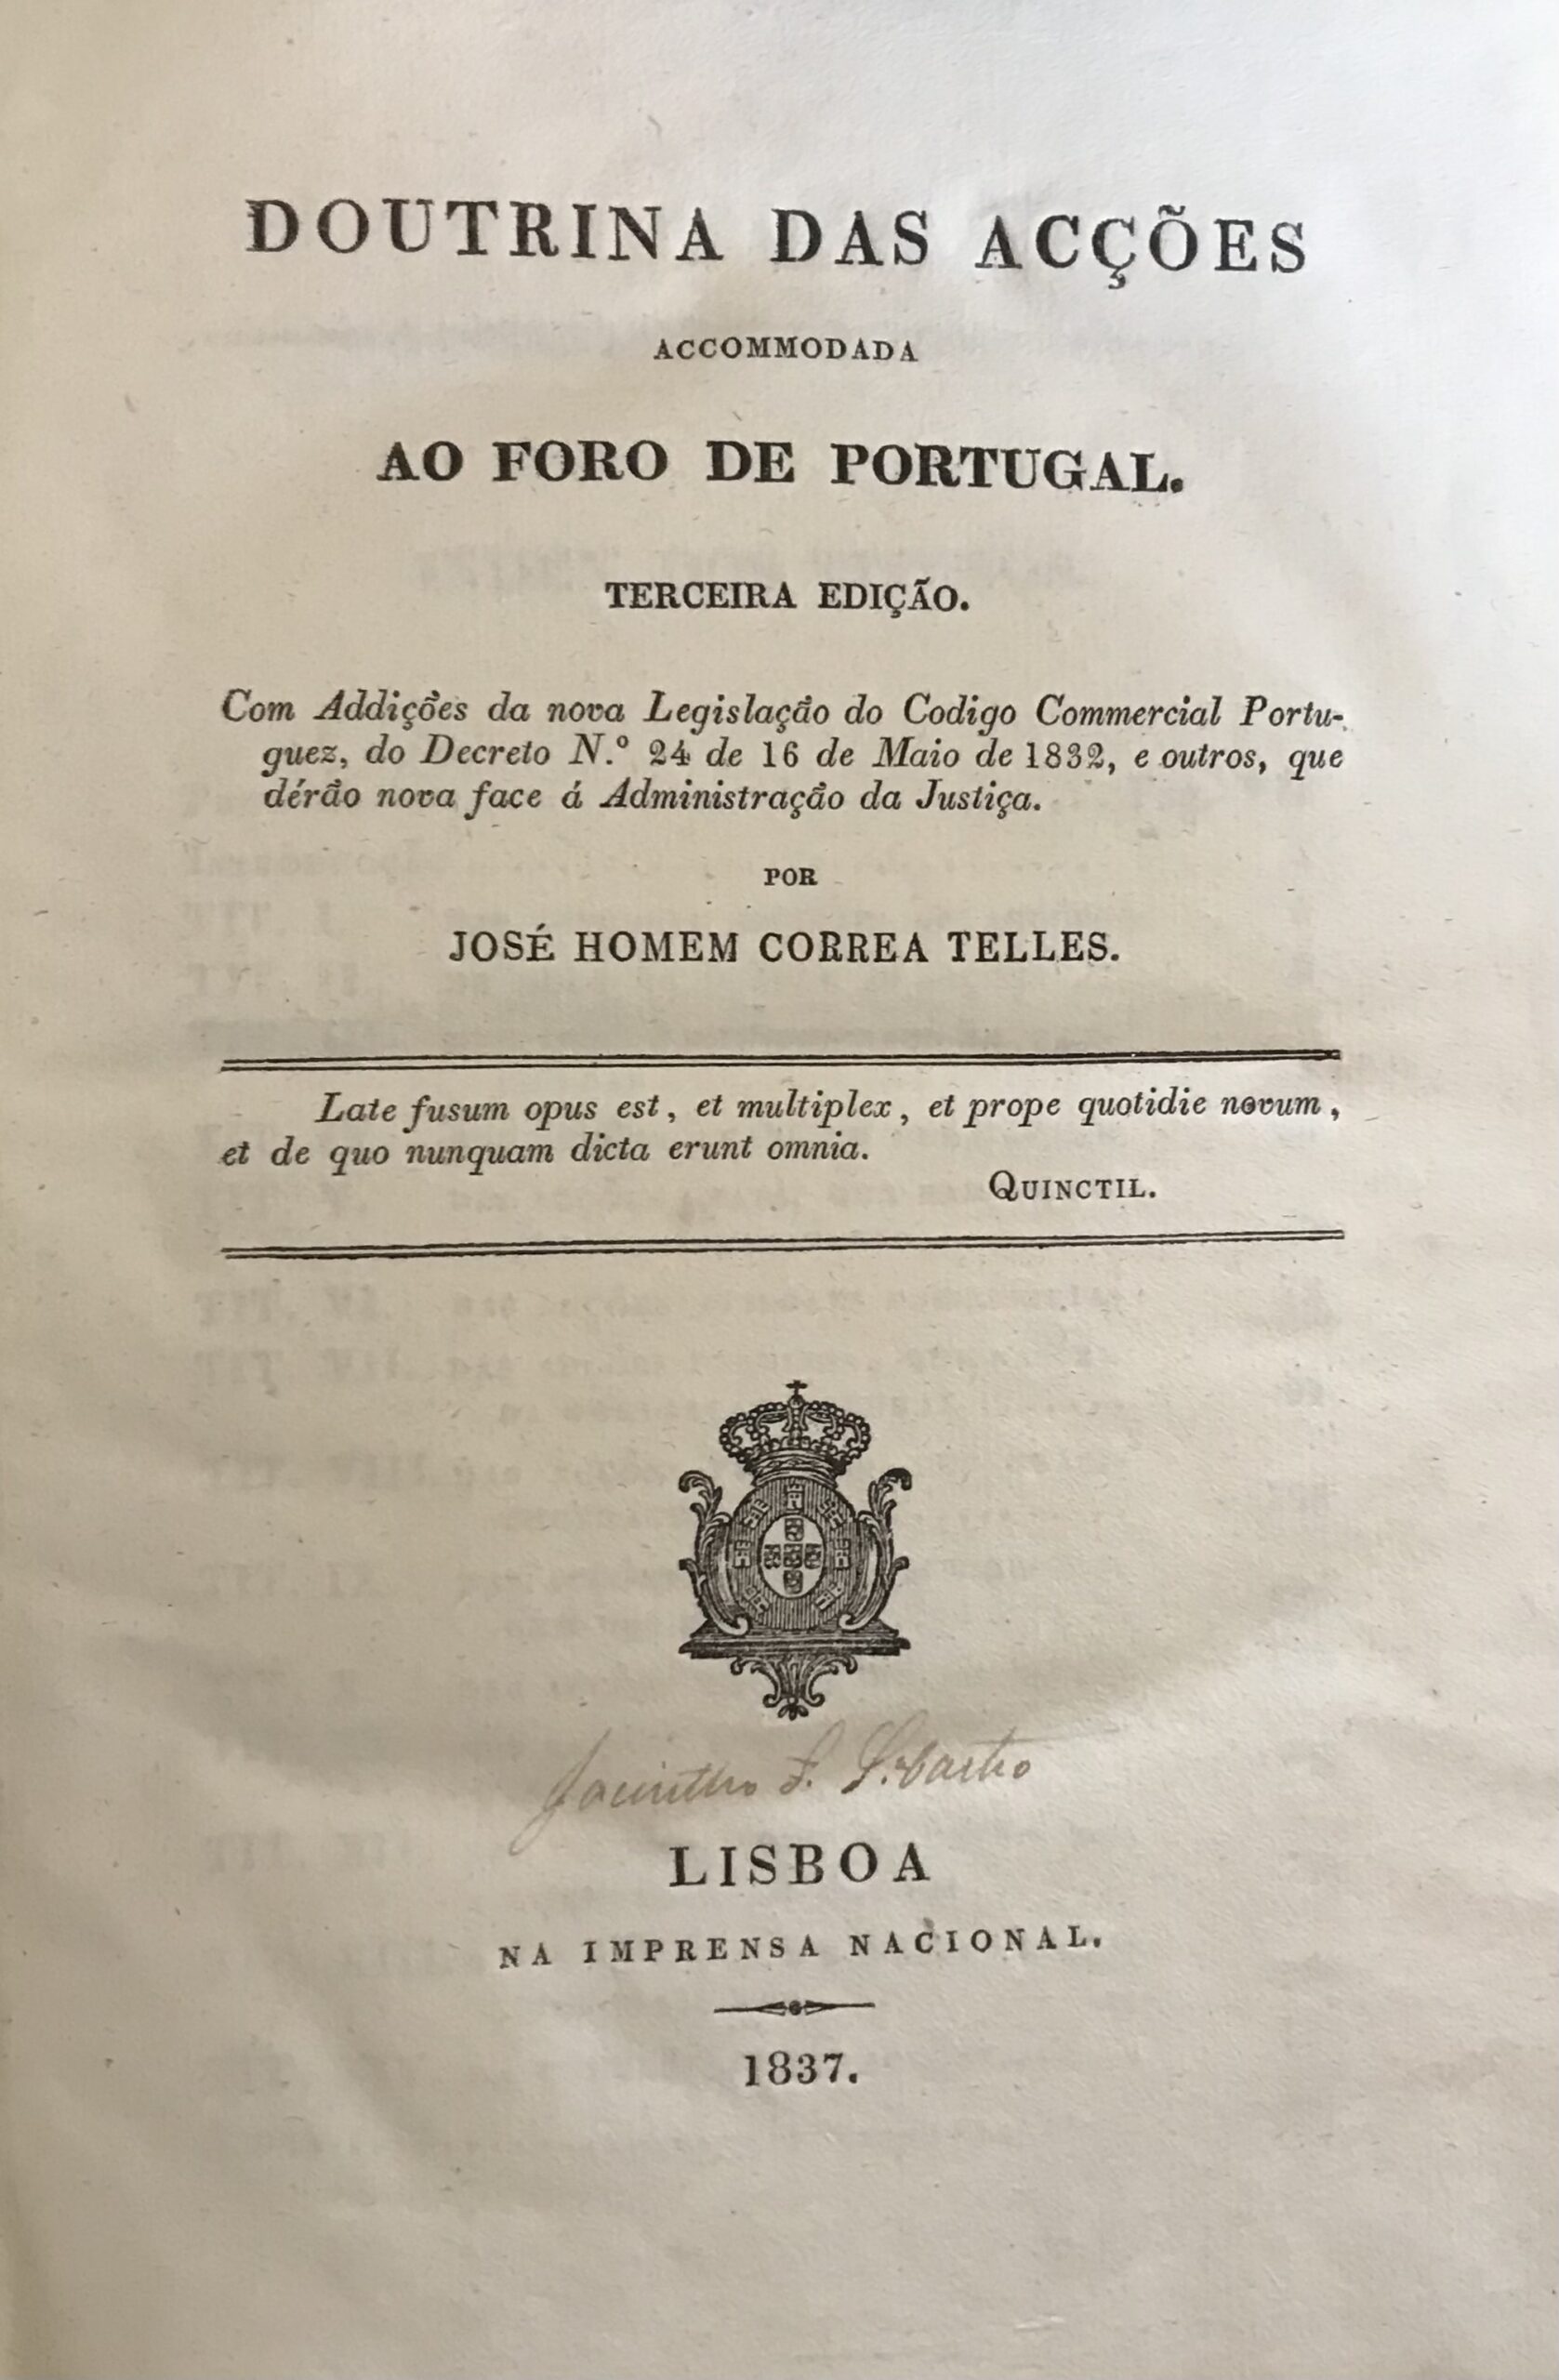 DOUTRINA DAS ACÇÕES
ACCOMMODADA
AO FORO DE PORTUGAL.
TERCEIRA EDIÇÃO.
Com Addições da nova Legislação do Codigo Commercial Portu-
guez, do Decreto N.º 24 de 16 de Maio de 1832, e outros, que
dérão nova face á Administração da Justiça.
POR
JOSÉ HOMEM CORREA TELLES.
Late fusum opus est, et multiplex, et prope quotidie novum,
et de quo nunquam dicta erunt omnia.
QUINCTIL.
Jacintho
LISBOA
NA IMPRENSA NACIONAL.
1837.